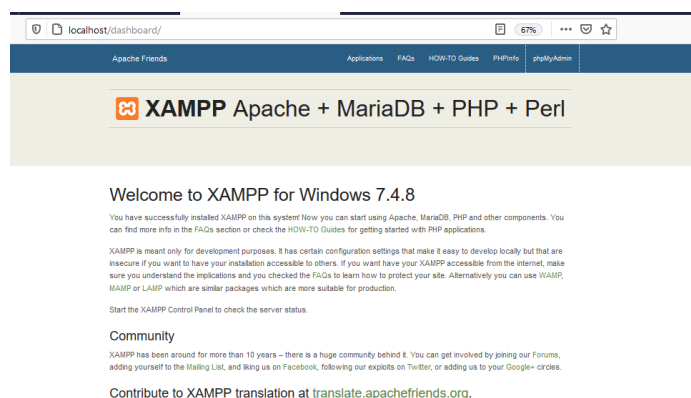 localhost/dashboard/
67%
Apache Friends
Applications FAQs HOW-TO Guides PHPInfo phpMyAdmin
XAMPP Apache + MariaDB + PHP + Perl
Welcome to XAMPP for Windows 7.4.8
You have successfully installed XAMPP on this system! Now you can start using Apache, MariaDB, PHP and other components. You
can find more info in the FAQs section or check the HOW-TO Guides for getting started with PHP applications.
XAMPP is meant only for development purposes. It has certain configuration settings that make it easy to develop locally but that are
insecure if you want to have your installation accessible to others. If you want have your XAMPP accessible from the internet, make
sure you understand the implications and you checked the FAQs to learn how to protect your site. Alternatively you can use WAMP,
MAMP or LAMP which are similar packages which are more suitable for production.
Start the XAMPP Control Panel to check the server status.
Community
XAMPP has been around for more than 10 years – there is a huge community behind it. You can get involved by joining our Forums,
adding yourself to the Mailing List, and liking us on Facebook, following our exploits on Twitter, or adding us to your Google+ circles.
Contribute to XAMPP translation at translate.apachefriends.org.